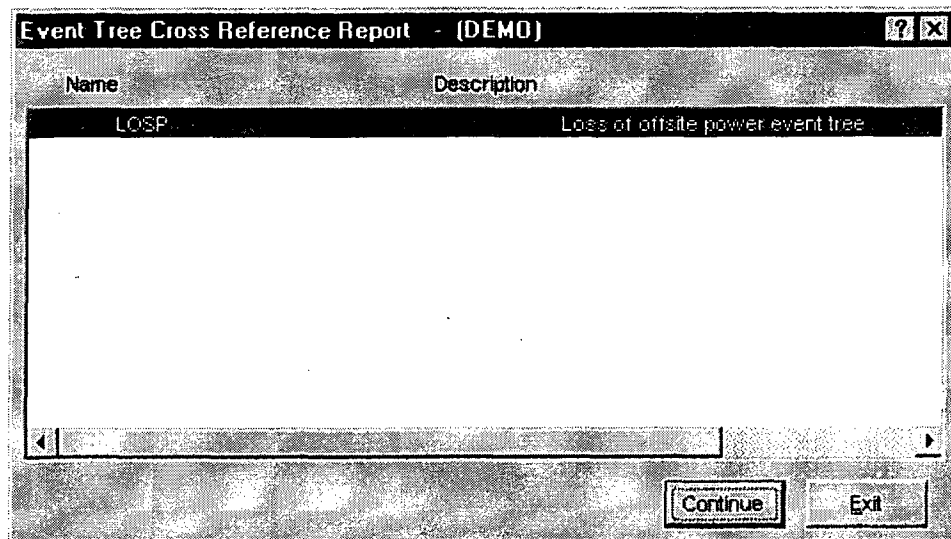 Event Tree Cross Reference Report - (DEMO)
Name Description
LOSP Loss of offsite power event tree
Continue Exit